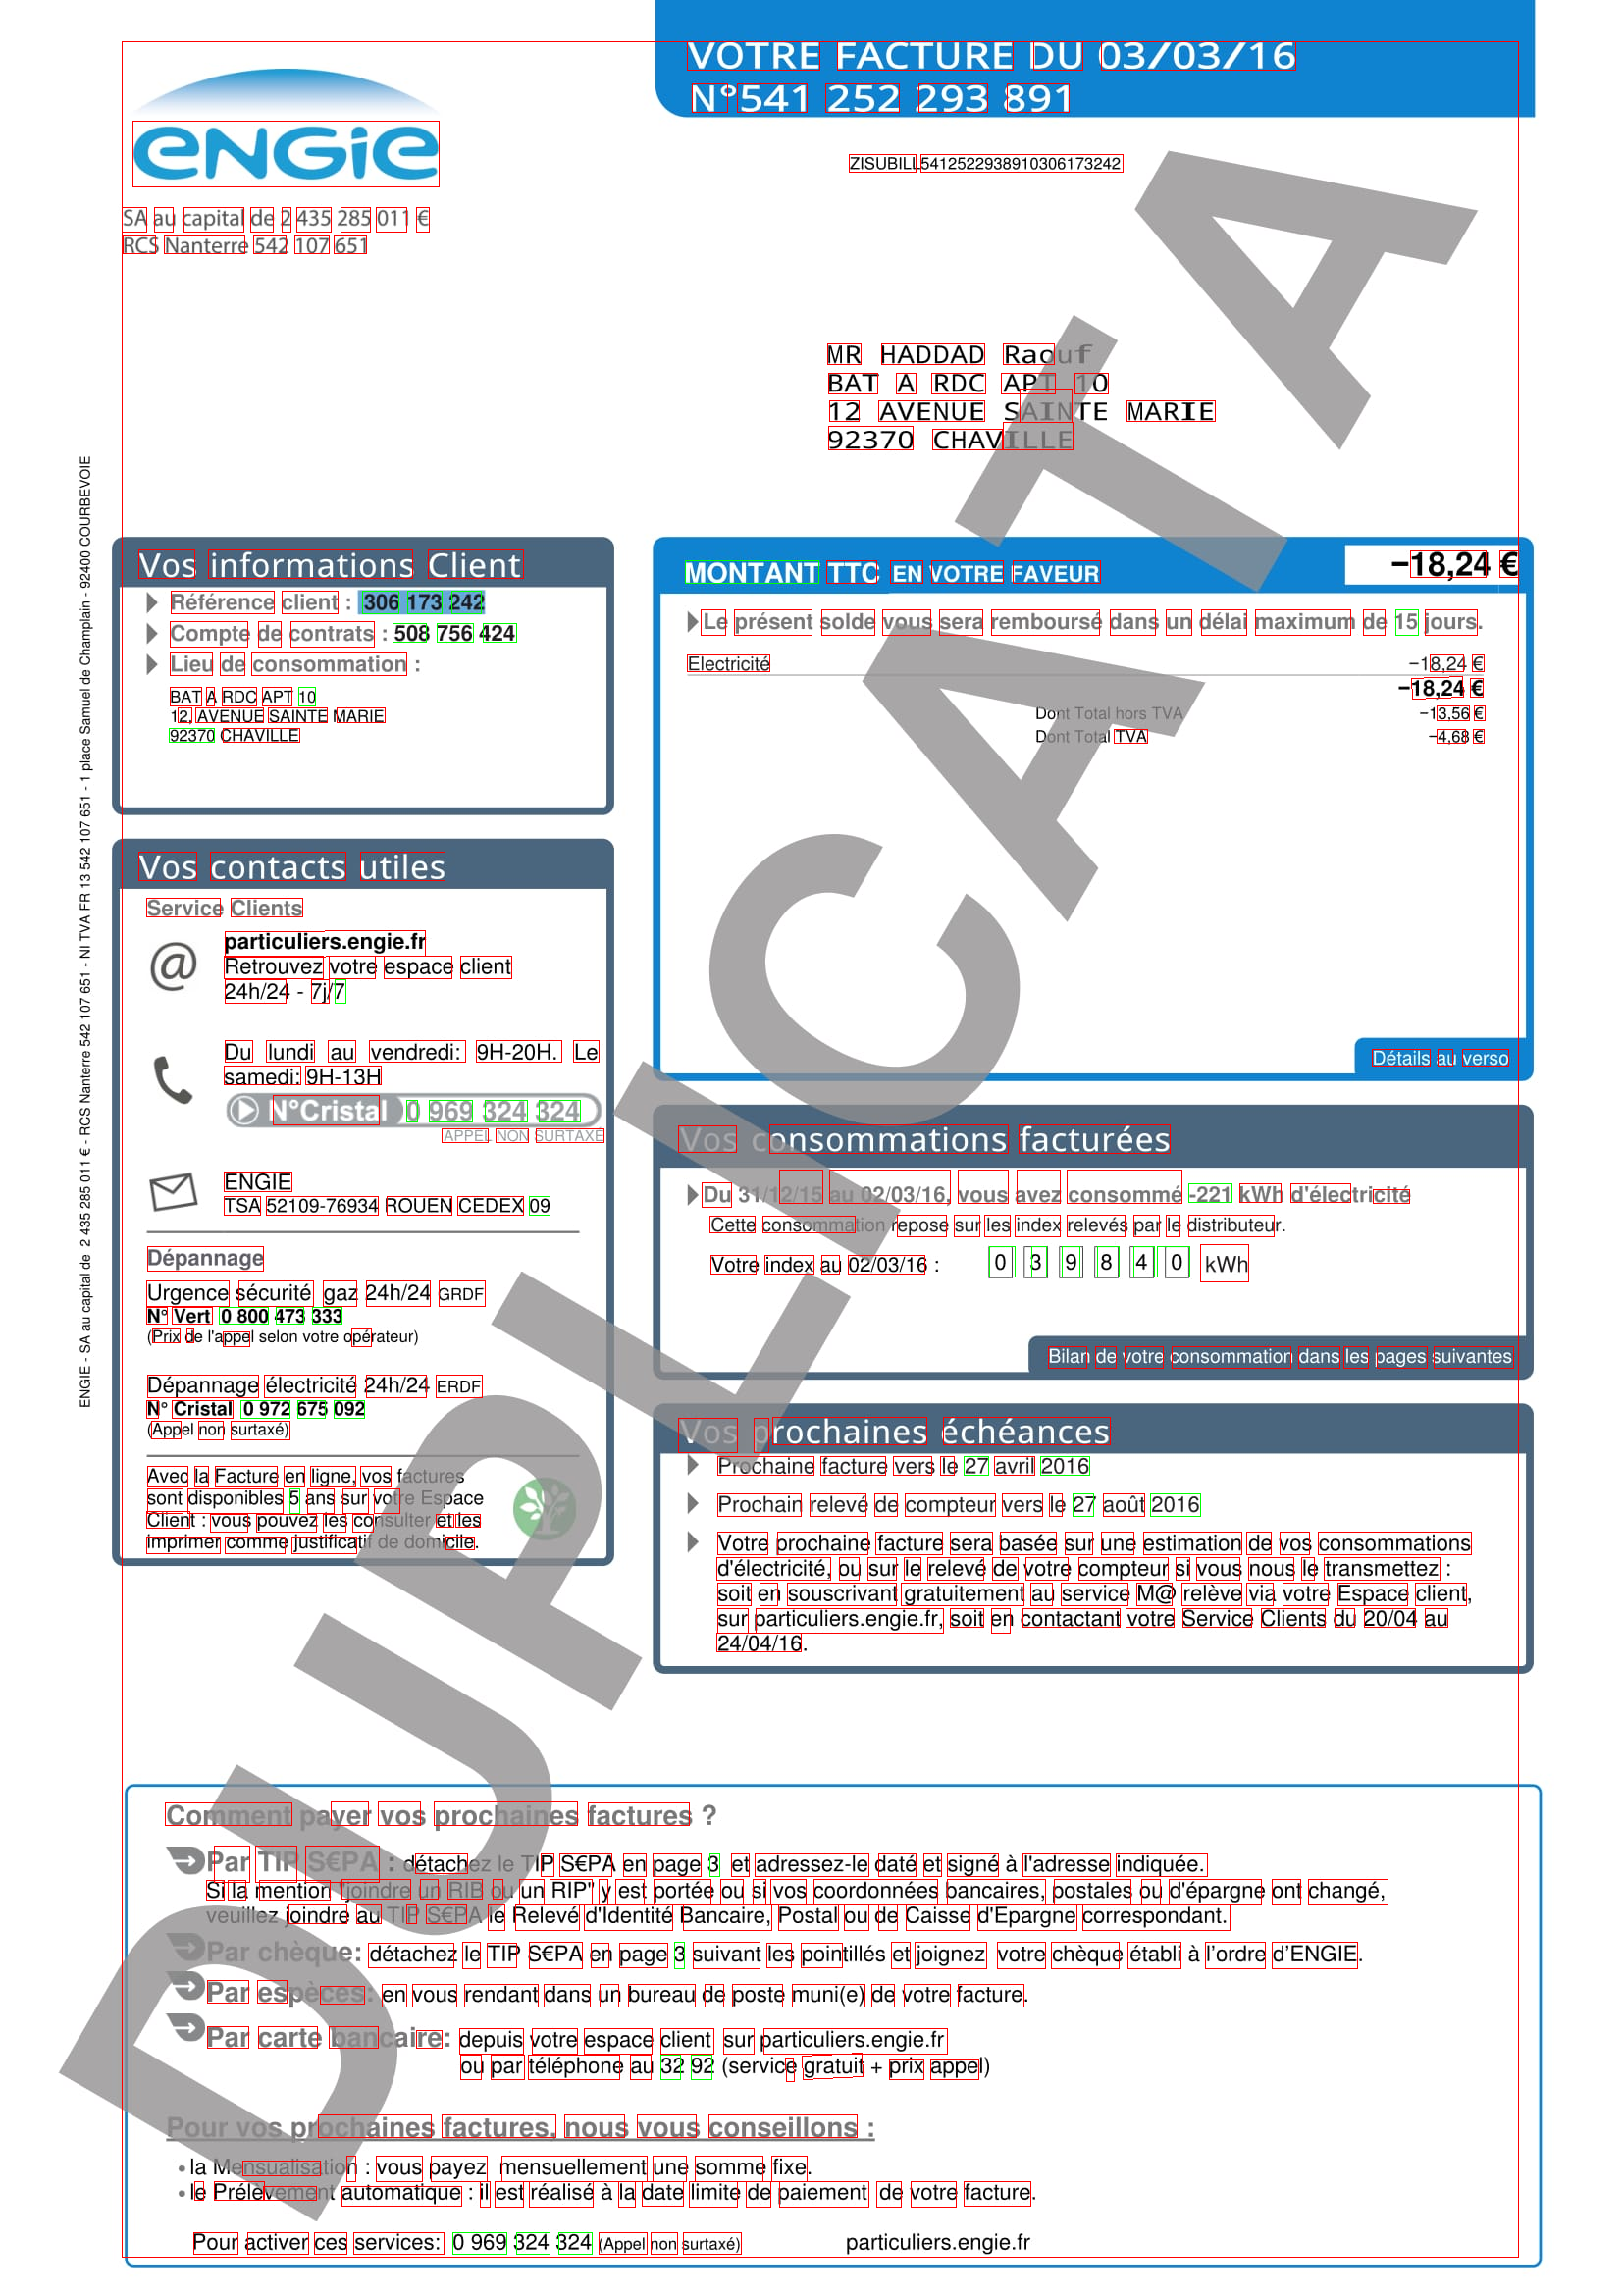 VOTRE FACTURE DU 03/03/16
N°541 252 293 891
ENGIE
ZISUBILL5412522938910306173242
SA au capital de 2 435 285 011 €
RCS Nanterre 542 107 651
MR HADDAD Raouf
BAT A RDC APT 10
12 AVENUE SAINTE MARIE
92370 CHAVILLE
ENGIE - SA au capital de 2 435 285 011 € - RCS Nanterre 542 107 651 - NI TVA FR 13 542 107 651 - 1 place Samuel de Champlain - 92400 COURBEVOIE
Vos informations Client
Référence client : 306 173 242
Compte de contrats : 508 756 424
Lieu de consommation :
BAT A RDC APT 10
12, AVENUE SAINTE MARIE
92370 CHAVILLE
MONTANT TTC EN VOTRE FAVEUR −18,24 €
Le présent solde vous sera remboursé dans un délai maximum de 15 jours.
Electricité −18,24 €
−18,24 €
Dont Total hors TVA −13,56 €
Dont Total TVA −4,68 €
Détails au verso
Vos contacts utiles
Service Clients
@ particuliers.engie.fr
Retrouvez votre espace client
24h/24 - 7j/7
Du lundi au vendredi: 9H-20H. Le
samedi: 9H-13H
N°Cristal 0 969 324 324
APPEL NON SURTAXE
ENGIE
TSA 52109-76934 ROUEN CEDEX 09
Dépannage
Urgence sécurité gaz 24h/24 GRDF
N° Vert 0 800 473 333
(Prix de l'appel selon votre opérateur)
Dépannage électricité 24h/24 ERDF
N° Cristal 0 972 675 092
(Appel non surtaxé)
Avec la Facture en ligne, vos factures
sont disponibles 5 ans sur votre Espace
Client : vous pouvez les consulter et les
imprimer comme justificatif de domicile.
Vos consommations facturées
Du 31/12/15 au 02/03/16, vous avez consommé -221 kWh d'électricité
Cette consommation repose sur les index relevés par le distributeur.
Votre index au 02/03/16 : 0 3 9 8 4 0 kWh
Bilan de votre consommation dans les pages suivantes
Vos prochaines échéances
Prochaine facture vers le 27 avril 2016
Prochain relevé de compteur vers le 27 août 2016
Votre prochaine facture sera basée sur une estimation de vos consommations
d'électricité, ou sur le relevé de votre compteur si vous nous le transmettez :
soit en souscrivant gratuitement au service M@ relève via votre Espace client,
sur particuliers.engie.fr, soit en contactant votre Service Clients du 20/04 au
24/04/16.
DUPLICATA
Comment payer vos prochaines factures ?
Par TIP S€PA : détachez le TIP S€PA en page 3 et adressez-le daté et signé à l'adresse indiquée.
Si la mention "joindre un RIB ou un RIP" y est portée ou si vos coordonnées bancaires, postales ou d'épargne ont changé,
veuillez joindre au TIP S€PA le Relevé d'Identité Bancaire, Postal ou de Caisse d'Epargne correspondant.
Par chèque: détachez le TIP S€PA en page 3 suivant les pointillés et joignez votre chèque établi à l'ordre d'ENGIE.
Par espèces: en vous rendant dans un bureau de poste muni(e) de votre facture.
Par carte bancaire: depuis votre espace client sur particuliers.engie.fr
ou par téléphone au 32 92 (service gratuit + prix appel)
Pour vos prochaines factures, nous vous conseillons :
• la Mensualisation : vous payez mensuellement une somme fixe.
• le Prélèvement automatique : il est réalisé à la date limite de paiement de votre facture.
Pour activer ces services: 0 969 324 324 (Appel non surtaxé) particuliers.engie.fr